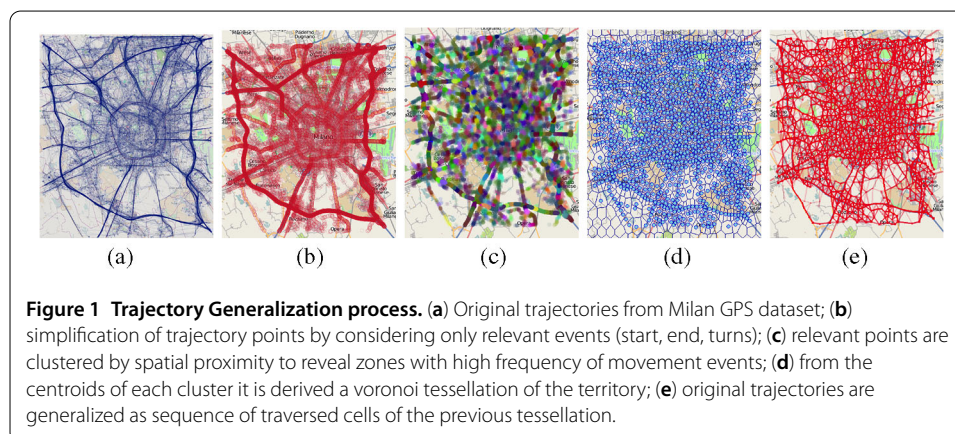 (a)
(b)
(c)
(d)
(e)
Figure 1 Trajectory Generalization process. (a) Original trajectories from Milan GPS dataset; (b)
simplification of trajectory points by considering only relevant events (start, end, turns); (c) relevant points are
clustered by spatial proximity to reveal zones with high frequency of movement events; (d) from the
centroids of each cluster it is derived a voronoi tessellation of the territory; (e) original trajectories are
generalized as sequence of traversed cells of the previous tessellation.